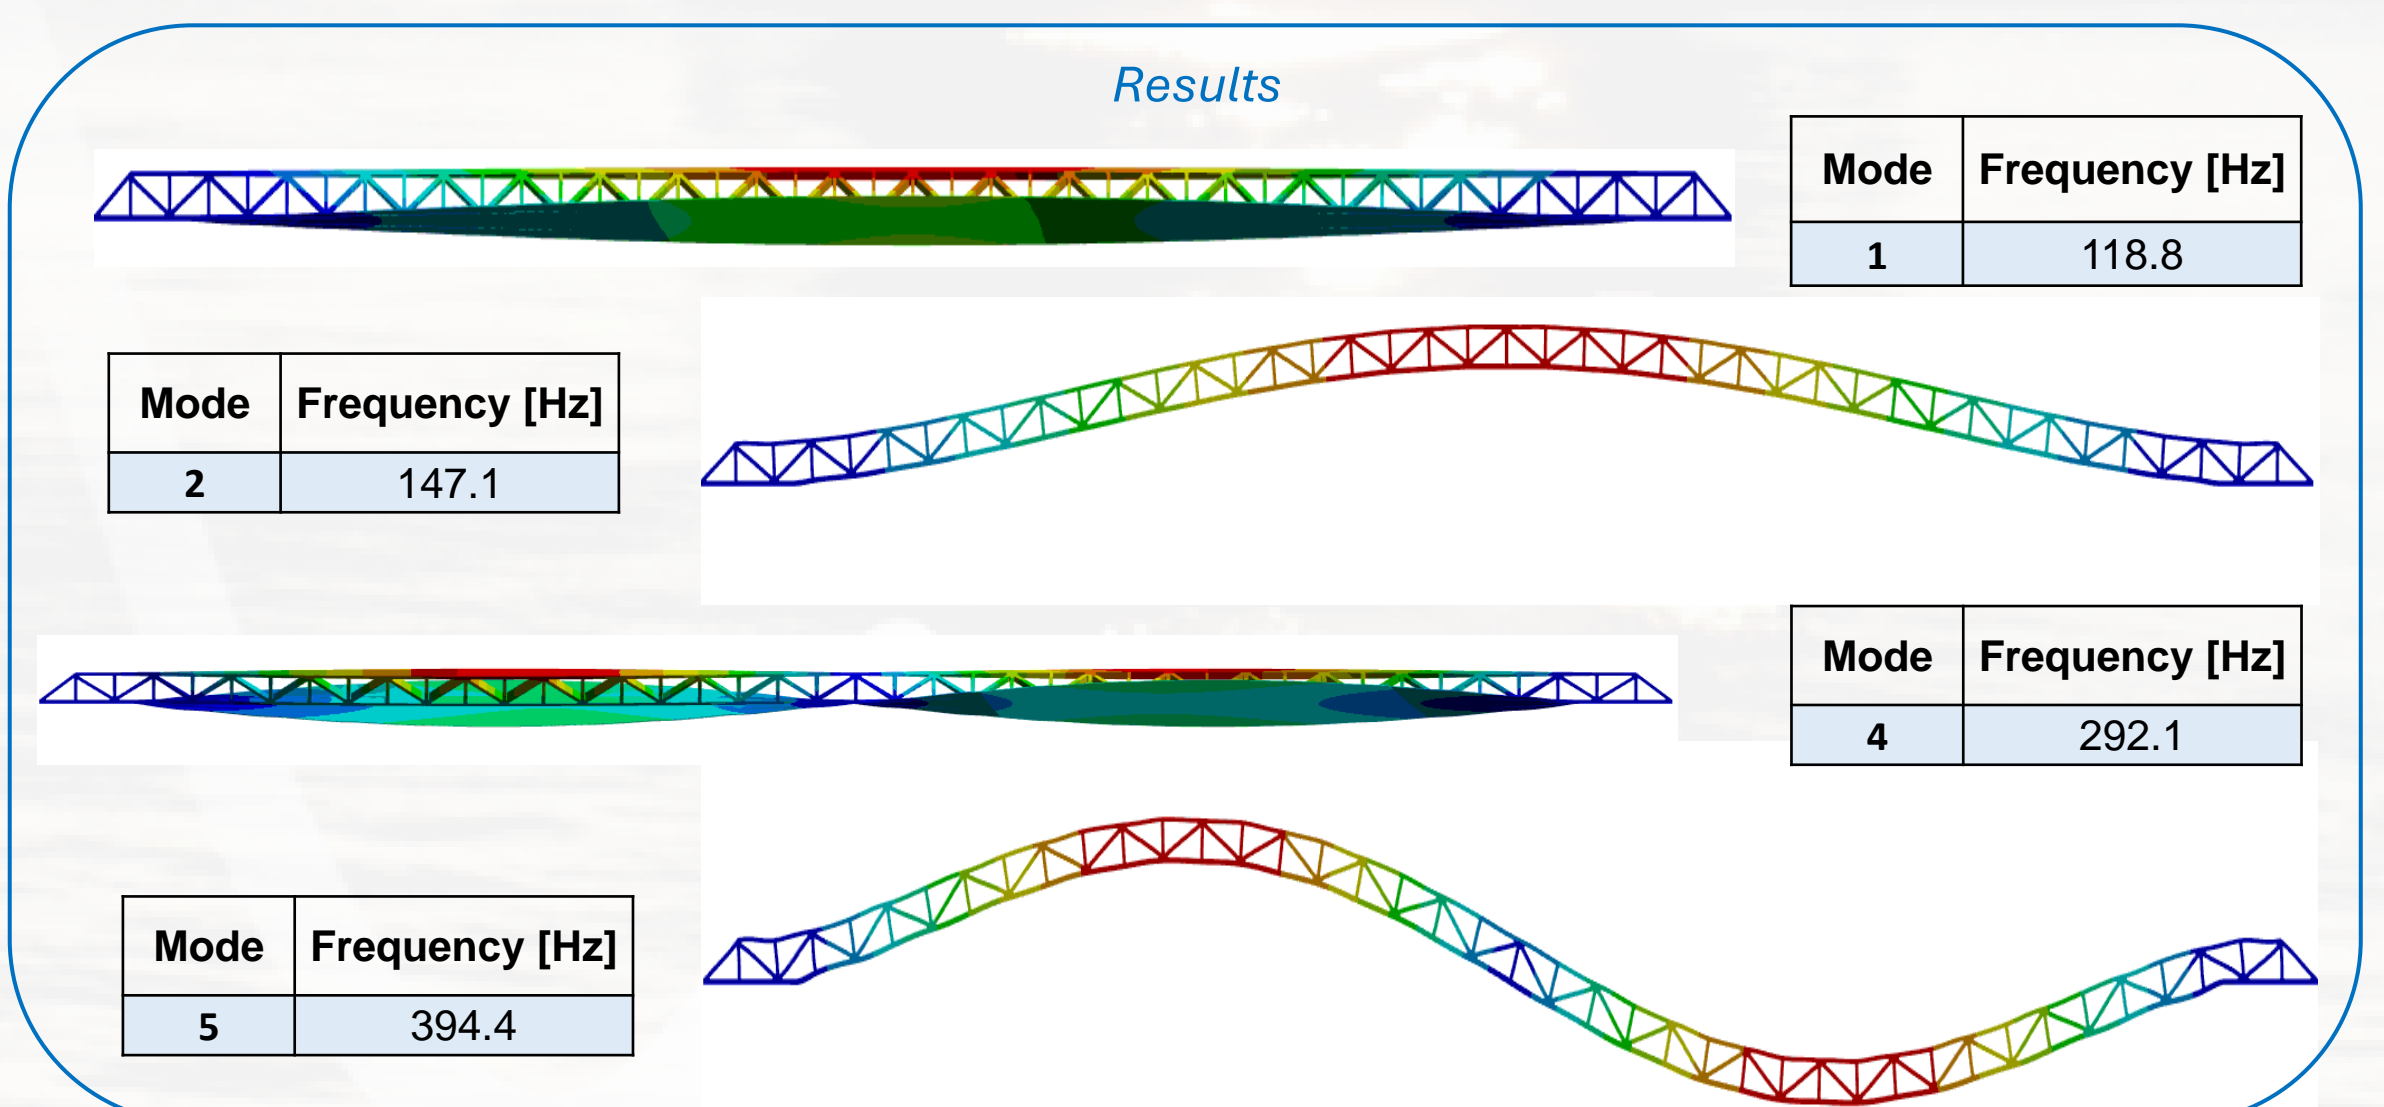 Results
Mode Frequency [Hz]
1 118.8
Mode Frequency [Hz]
2 147.1
Mode Frequency [Hz]
4 292.1
Mode Frequency [Hz]
5 394.4